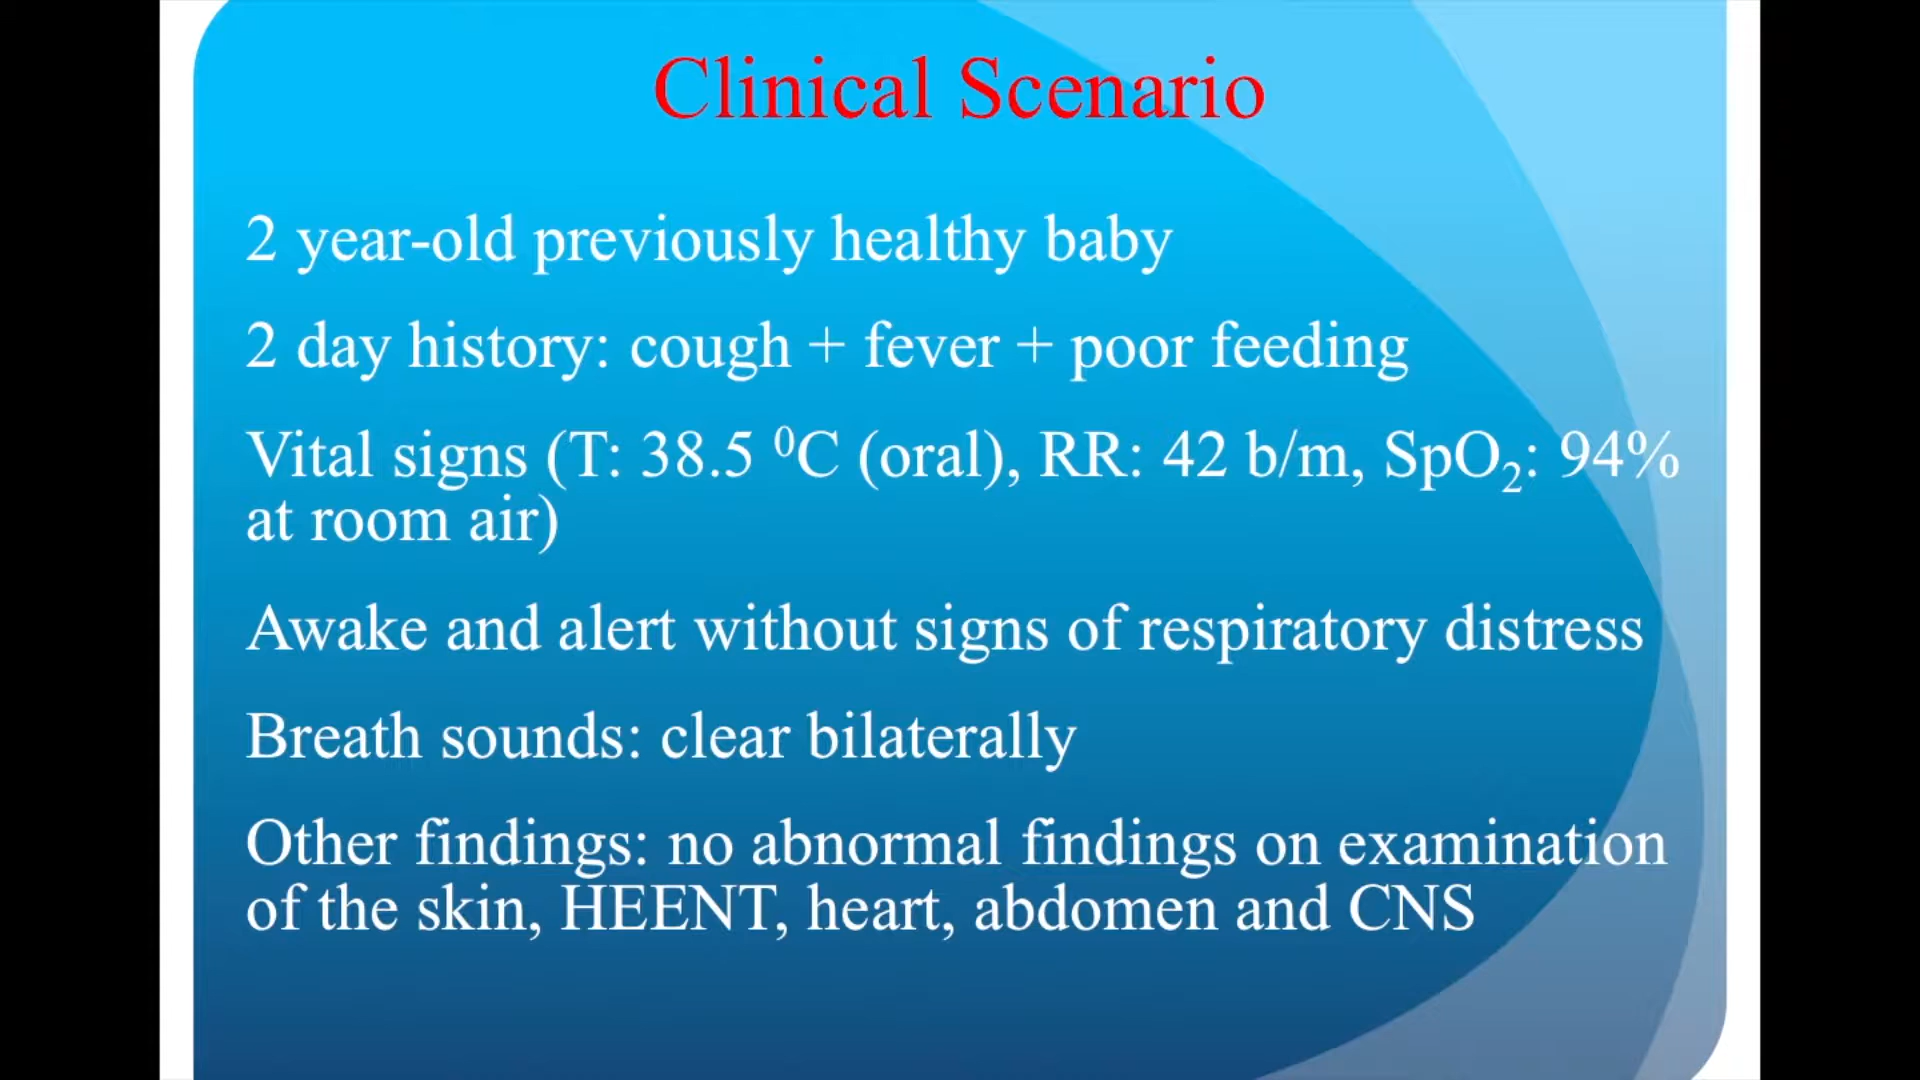 Clinical Scenario
2 year-old previously healthy baby
2 day history: cough + fever + poor feeding
Vital signs (T: 38.5 ⁰C (oral), RR: 42 b/m, SpO₂: 94%
at room air)
Awake and alert without signs of respiratory distress
Breath sounds: clear bilaterally
Other findings: no abnormal findings on examination
of the skin, HEENT, heart, abdomen and CNS